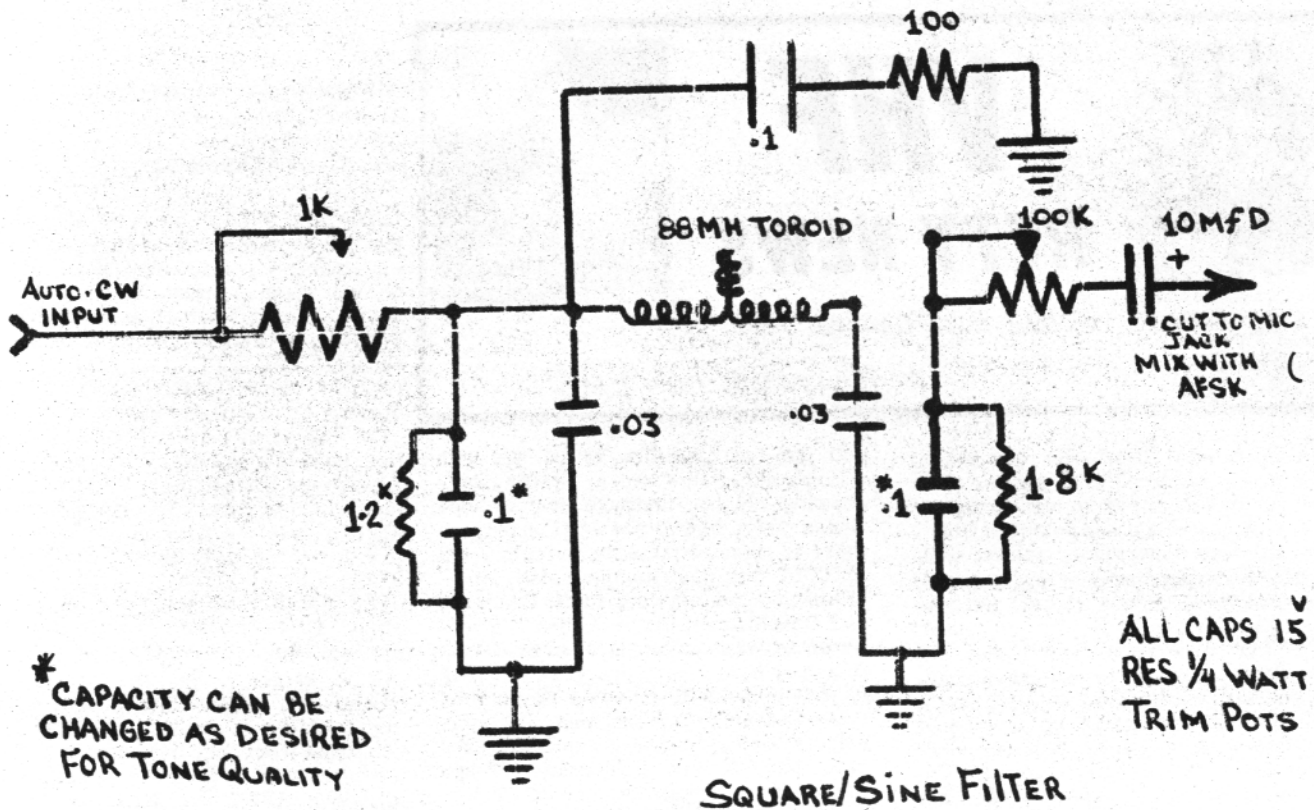 100
.1
1K
88MH TOROID
100K
10MfD
+
AUTO.CW
INPUT
CUT TO MIC
JACK
MIX WITH (
AFSK
.03
.03
1.2K
.1*
*.1
1.8K
ALL CAPS 15V
RES 1/4 WATT
TRIM POTS
* CAPACITY CAN BE
CHANGED AS DESIRED
FOR TONE QUALITY
SQUARE/SINE FILTER